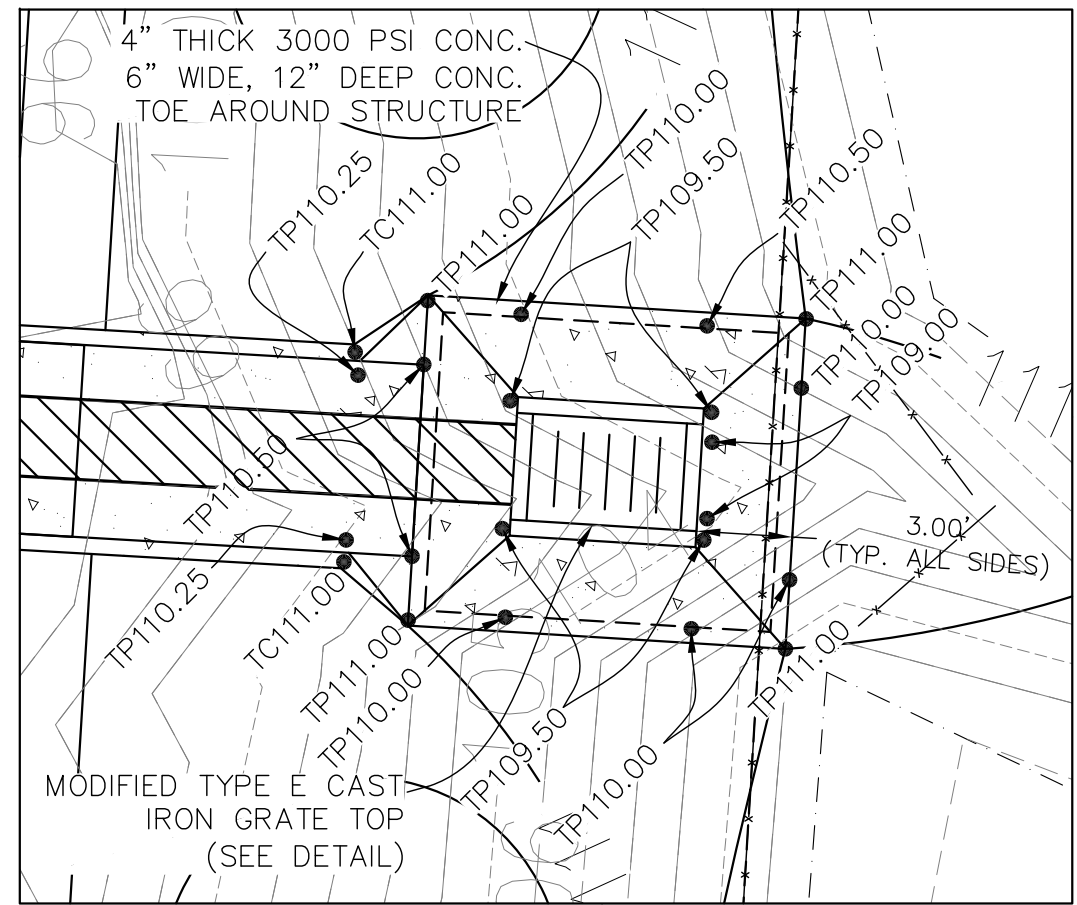 4” THICK 3000 PSI CONC.
6” WIDE, 12” DEEP CONC.
TOE AROUND STRUCTURE
TP110.25
TC111.00
TP111.00
TP110.00
TP109.50
TP110.50
TP111.00
TP110.00
TP109.00
TP110.50
3.00'
(TYP. ALL SIDES)
TP110.25
TC111.00
TP111.00
TP110.00
TP109.50
TP110.00
TP111.00
MODIFIED TYPE E CAST
IRON GRATE TOP
(SEE DETAIL)